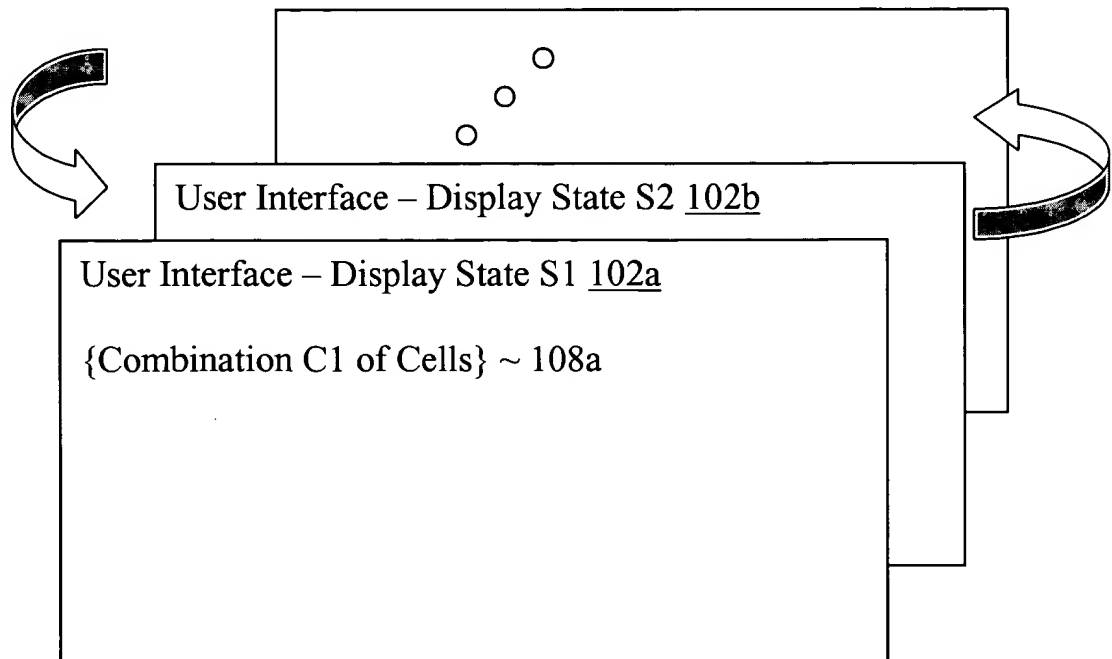 User Interface – Display State S2 102b
User Interface – Display State S1 102a
{Combination C1 of Cells} ~ 108a